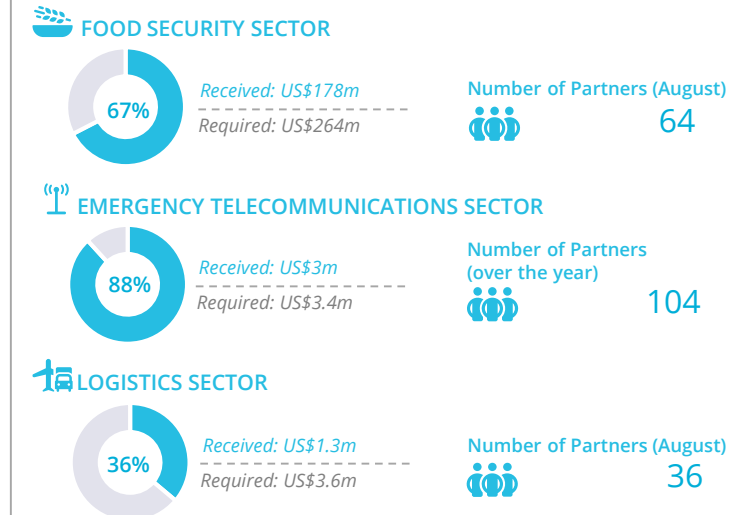 FOOD SECURITY SECTOR
67%
Received: US$178m
Required: US$264m
Number of Partners (August)
64
EMERGENCY TELECOMMUNICATIONS SECTOR
88%
Received: US$3m
Required: US$3.4m
Number of Partners
(over the year)
104
LOGISTICS SECTOR
36%
Received: US$1.3m
Required: US$3.6m
Number of Partners (August)
36